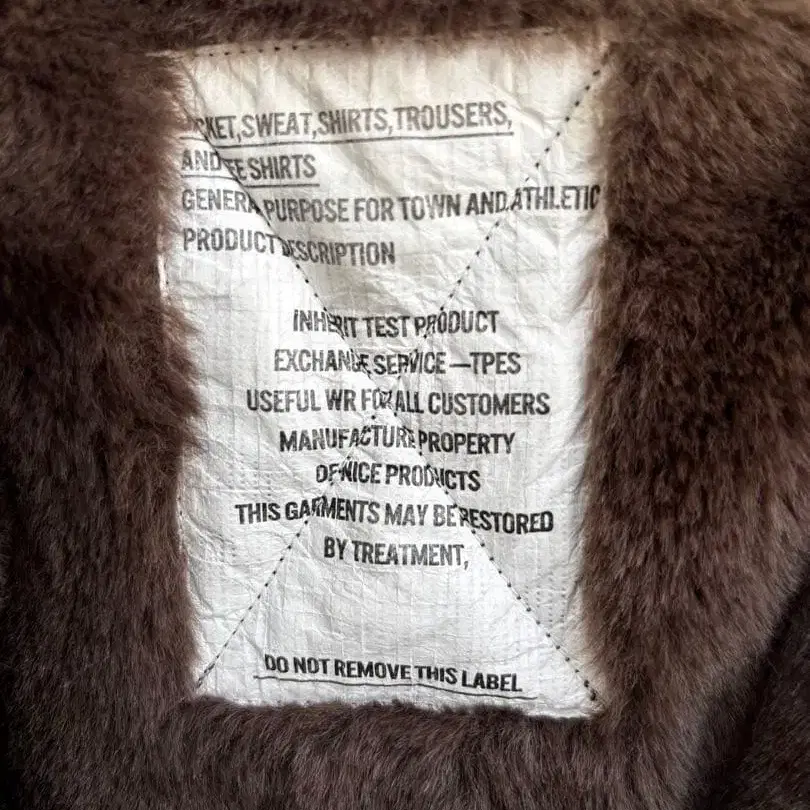 CKET,SWEAT,SHIRTS,TROUSERS,
AND TEE SHIRTS
GENERA PURPOSE FOR TOWN AND ATHLETIC
PRODUCT DESCRIPTION
INHERIT TEST PRODUCT
EXCHANGE SERVICE—TPES
USEFUL WR FOR ALL CUSTOMERS
MANUFACTURE PROPERTY
OF NICE PRODUCTS
THIS GARMENTS MAY BE RESTORED
BY TREATMENT,
DO NOT REMOVE THIS LABEL